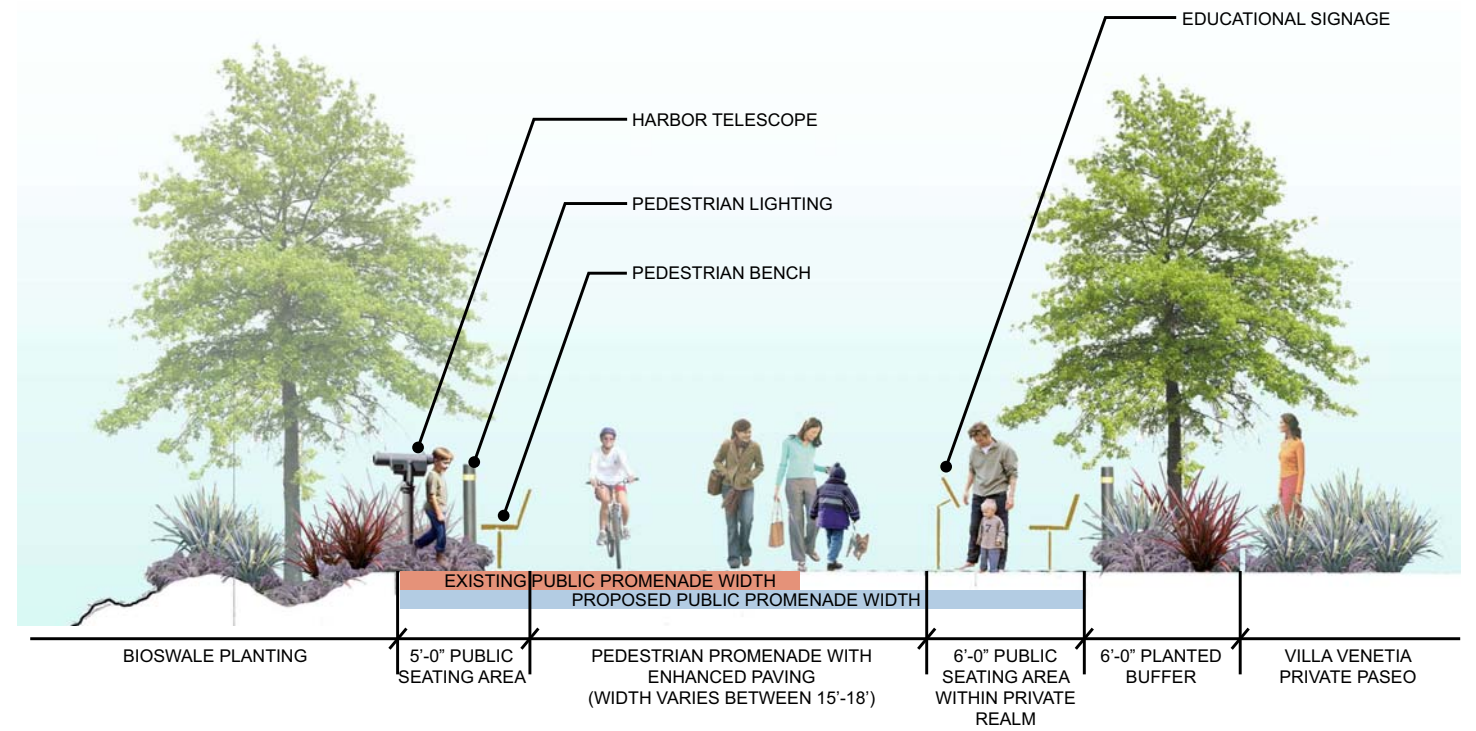 EDUCATIONAL SIGNAGE
HARBOR TELESCOPE
PEDESTRIAN LIGHTING
PEDESTRIAN BENCH
EXISTING PUBLIC PROMENADE WIDTH
PROPOSED PUBLIC PROMENADE WIDTH
BIOSWALE PLANTING
5’-0” PUBLIC
SEATING AREA
PEDESTRIAN PROMENADE WITH
ENHANCED PAVING
(WIDTH VARIES BETWEEN 15’-18’)
6’-0” PUBLIC
SEATING AREA
WITHIN PRIVATE
REALM
6’-0” PLANTED
BUFFER
VILLA VENETIA
PRIVATE PASEO